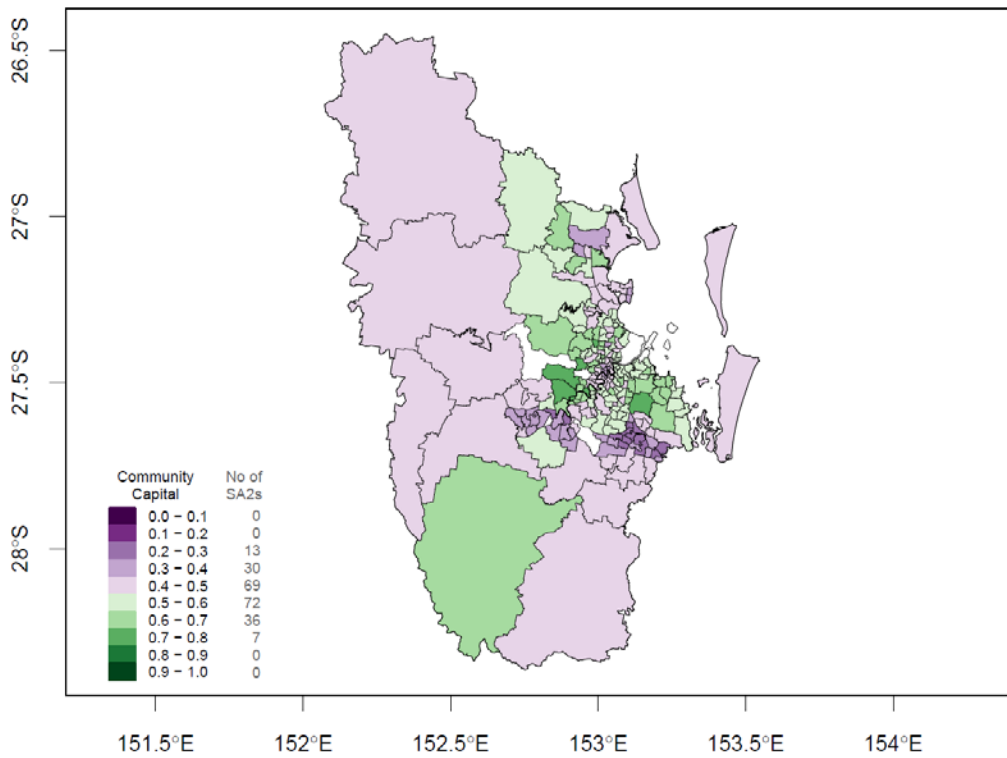 26.5°S
27°S
27.5°S
28°S
Community Capital No of SA2s
0.0 – 0.1 0
0.1 – 0.2 0
0.2 – 0.3 13
0.3 – 0.4 30
0.4 – 0.5 69
0.5 – 0.6 72
0.6 – 0.7 36
0.7 – 0.8 7
0.8 – 0.9 0
0.9 – 1.0 0
151.5°E 152°E 152.5°E 153°E 153.5°E 154°E